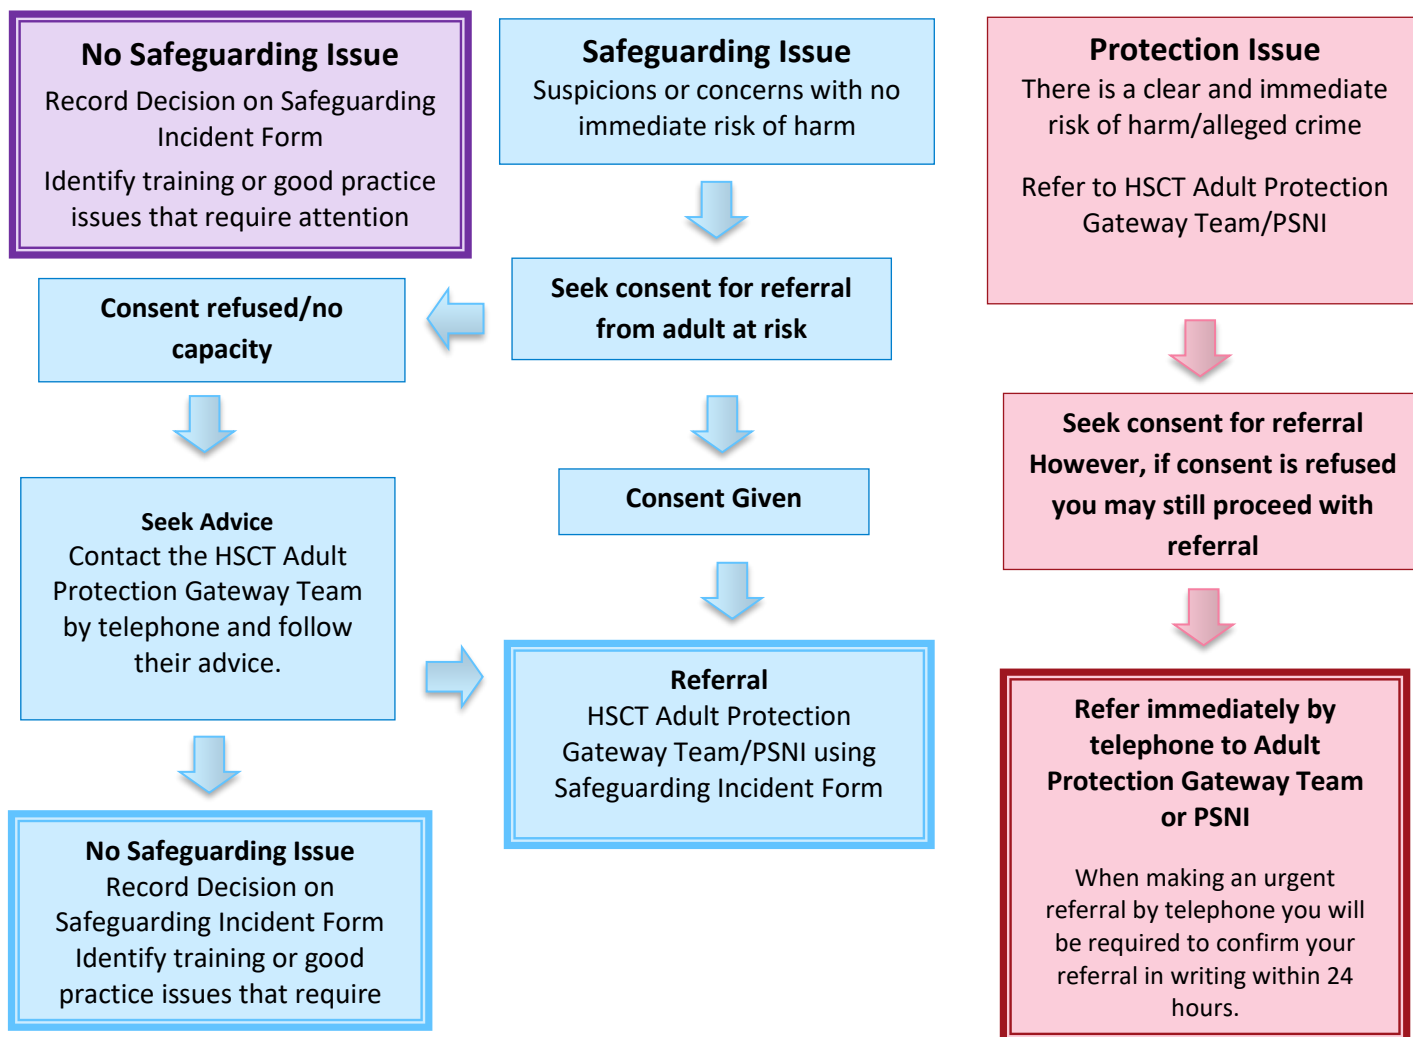 No Safeguarding Issue
Record Decision on Safeguarding
Incident Form
Identify training or good practice
issues that require attention
Safeguarding Issue
Suspicions or concerns with no
immediate risk of harm
Protection Issue
There is a clear and immediate
risk of harm/alleged crime
Refer to HSCT Adult Protection
Gateway Team/PSNI
Consent refused/no
capacity
Seek consent for referral
from adult at risk
Seek consent for referral
However, if consent is refused
you may still proceed with
referral
Seek Advice
Contact the HSCT Adult
Protection Gateway Team
by telephone and follow
their advice.
Consent Given
Referral
HSCT Adult Protection
Gateway Team/PSNI using
Safeguarding Incident Form
Refer immediately by
telephone to Adult
Protection Gateway Team
or PSNI
When making an urgent
referral by telephone you will
be required to confirm your
referral in writing within 24
hours.
No Safeguarding Issue
Record Decision on
Safeguarding Incident Form
Identify training or good
practice issues that require